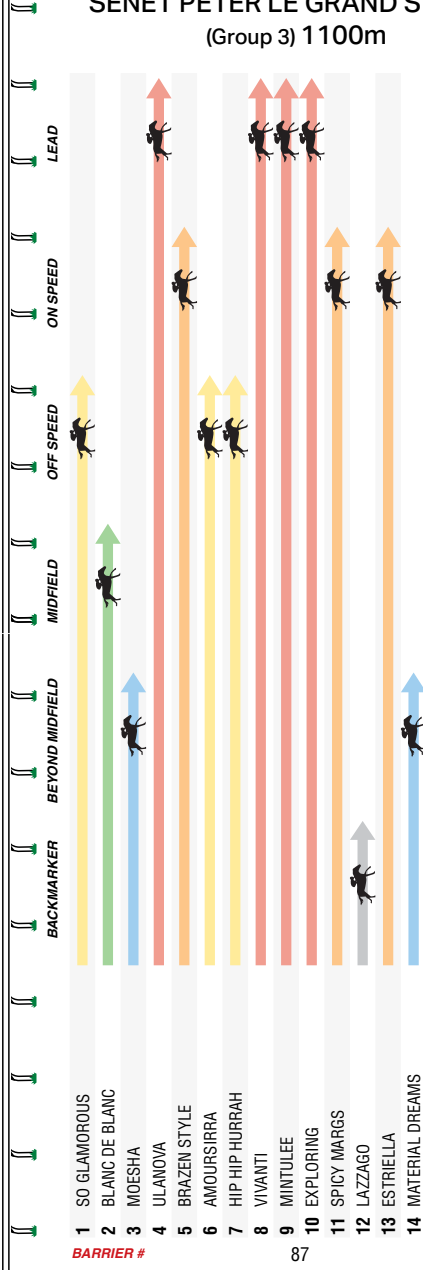 SENET PETER LE GRAND S
(Group 3) 1100m
LEAD
ON SPEED
OFF SPEED
MIDFIELD
BEYOND MIDFIELD
BACKMARKER
1 SO GLAMOROUS
2 BLANC DE BLANC
3 MOESHA
4 ULANOVA
5 BRAZEN STYLE
6 AMOURSIRRA
7 HIP HIP HURRAH
8 VIVANTI
9 MINTULEE
10 EXPLORING
11 SPICY MARGS
12 LAZZAGO
13 ESTRIELLA
14 MATERIAL DREAMS
BARRIER #
87